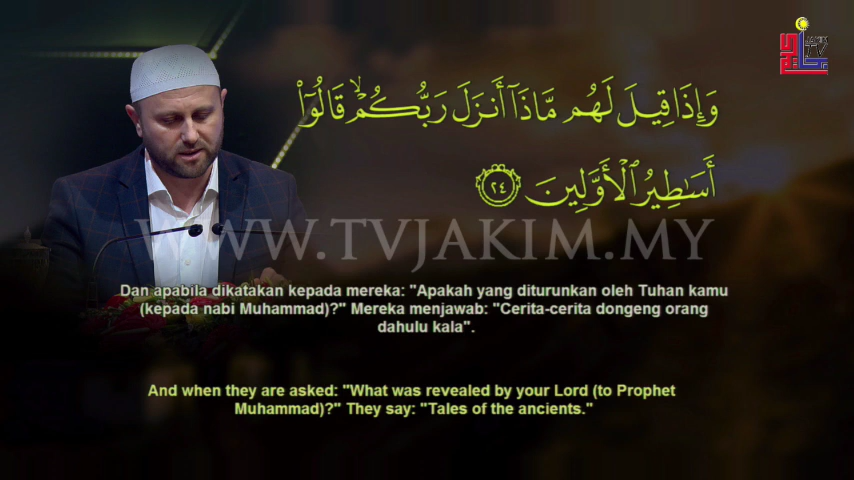 وَإِذَا قِيلَ لَهُم مَّاذَآ أَنزَلَ رَبُّكُمْ ۙ قَالُوٓا۟
أَسَـٰطِيرُ ٱلْأَوَّلِينَ ٢٤
WWW.TVJAKIM.MY
Dan apabila dikatakan kepada mereka: "Apakah yang diturunkan oleh Tuhan kamu
(kepada nabi Muhammad)?" Mereka menjawab: "Cerita-cerita dongeng orang
dahulu kala".
And when they are asked: "What was revealed by your Lord (to Prophet
Muhammad)?" They say: "Tales of the ancients."